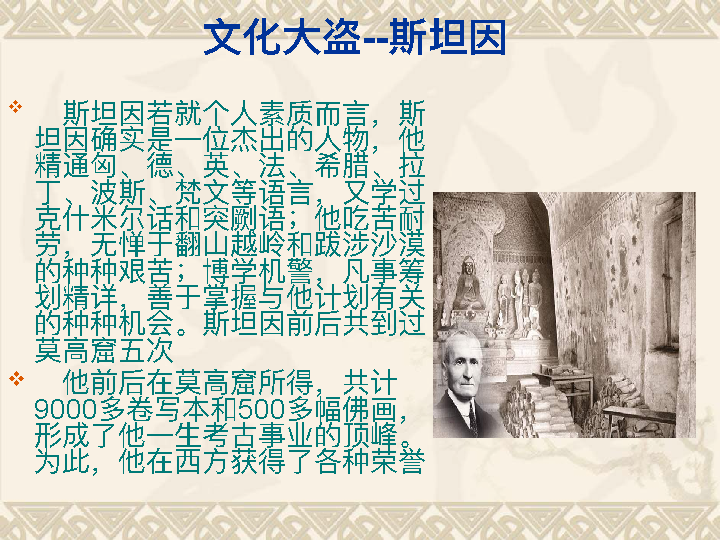 文化大盗--斯坦因
斯坦因若就个人素质而言，斯
坦因确实是一位杰出的人物，他
精通匈、德、英、法、希腊、拉
丁、波斯、梵文等语言，又学过
克什米尔话和突劂语；他吃苦耐
劳，无惮于翻山越岭和跋涉沙漠
的种种艰苦；博学机警，凡事筹
划精详，善于掌握与他计划有关
的种种机会。斯坦因前后共到过
莫高窟五次
他前后在莫高窟所得，共计
9000多卷写本和500多幅佛画，
形成了他一生考古事业的顶峰。
为此，他在西方获得了各种荣誉